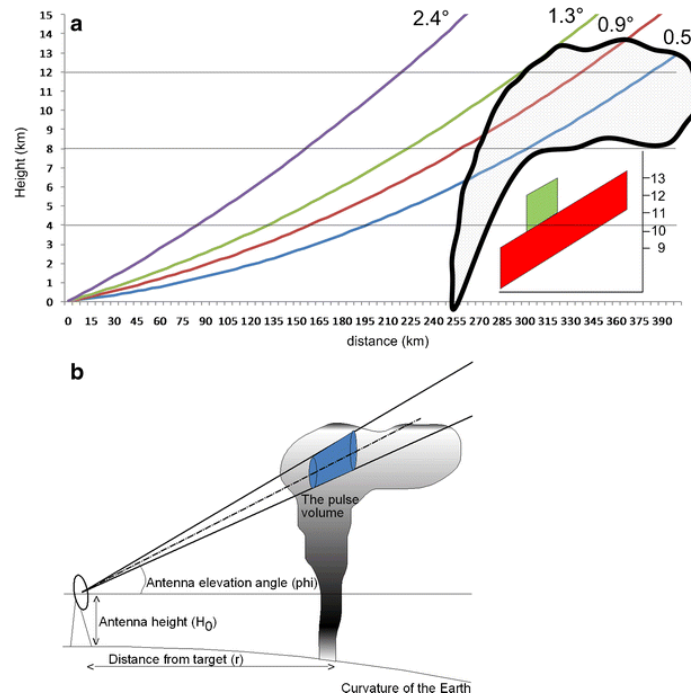 a
2.4°
1.3°
0.9°
0.5
15
14
13
12
11
10
9
8
7
6
5
4
3
2
1
0
Height (km)
13
12
11
10
9
0 15 30 45 60 75 90 105 120 135 150 165 180 195 210 225 240 255 270 285 300 315 330 345 360 375 390
distance (km)
b
The pulse
volume
Antenna elevation angle (phi)
Antenna height (H0)
Distance from target (r)
Curvature of the Earth